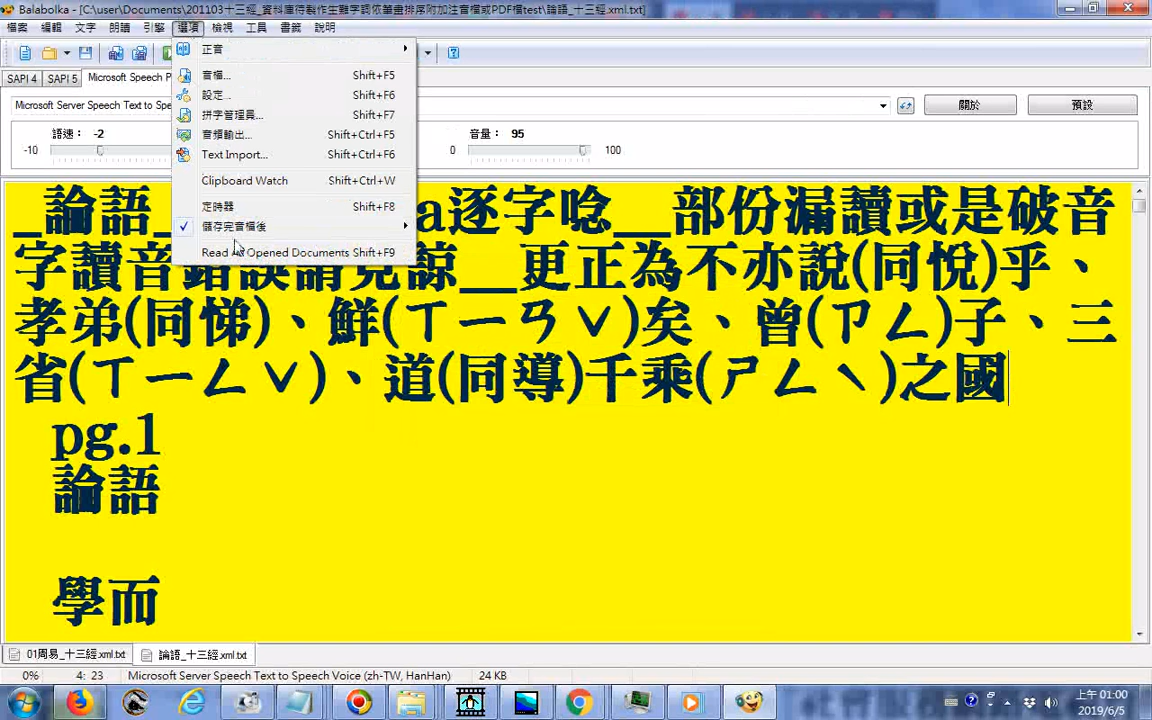 Balabolka - [C:\user\Documents\201103十三經_資料庫待製作生難字詞依筆畫排序附加注音檔或PDF檔test\論語_十三經.xml.txt]
檔案 編輯 文字 朗讀 引擎 選項 檢視 工具 書籤 說明
正音
SAPI 4 SAPI 5 Microsoft Speech P
音檔... Shift+F5
設定... Shift+F6
Microsoft Server Speech Text to Spe 關於 預設
拼字管理員... Shift+F7
語速： -2 音頻輸出... Shift+Ctrl+F5 音量： 95
-10 Text Import... Shift+Ctrl+F6 0 100
Clipboard Watch Shift+Ctrl+W
定時器 Shift+F8
儲存完音檔後
Read Opened Documents Shift+F9
_論語_ a逐字唸__部份漏讀或是破音
字讀音錯誤請見諒__更正為不亦說(同悅)乎、
孝弟(同悌)、鮮(ㄒㄧㄢˇ)矣、曾(ㄗㄥ)子、三
省(ㄒㄧㄥˇ)、道(同導)千乘(ㄕㄥˋ)之國
pg.1
論語
學而
01周易_十三經.xml.txt 論語_十三經.xml.txt
0% 4: 23 Microsoft Server Speech Text to Speech Voice (zh-TW, HanHan) 24 KB
上午 01:00
2019/6/5